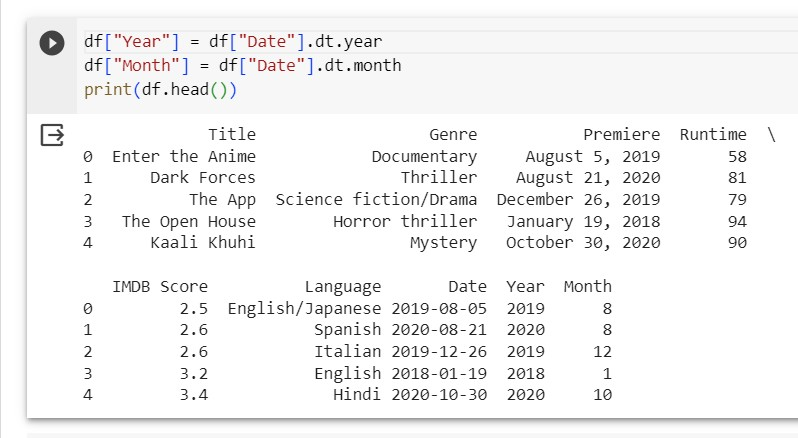 df["Year"] = df["Date"].dt.year
df["Month"] = df["Date"].dt.month
print(df.head())
Title Genre Premiere Runtime \
0 Enter the Anime Documentary August 5, 2019 58
1 Dark Forces Thriller August 21, 2020 81
2 The App Science fiction/Drama December 26, 2019 79
3 The Open House Horror thriller January 19, 2018 94
4 Kaali Khuhi Mystery October 30, 2020 90
IMDB Score Language Date Year Month
0 2.5 English/Japanese 2019-08-05 2019 8
1 2.6 Spanish 2020-08-21 2020 8
2 2.6 Italian 2019-12-26 2019 12
3 3.2 English 2018-01-19 2018 1
4 3.4 Hindi 2020-10-30 2020 10